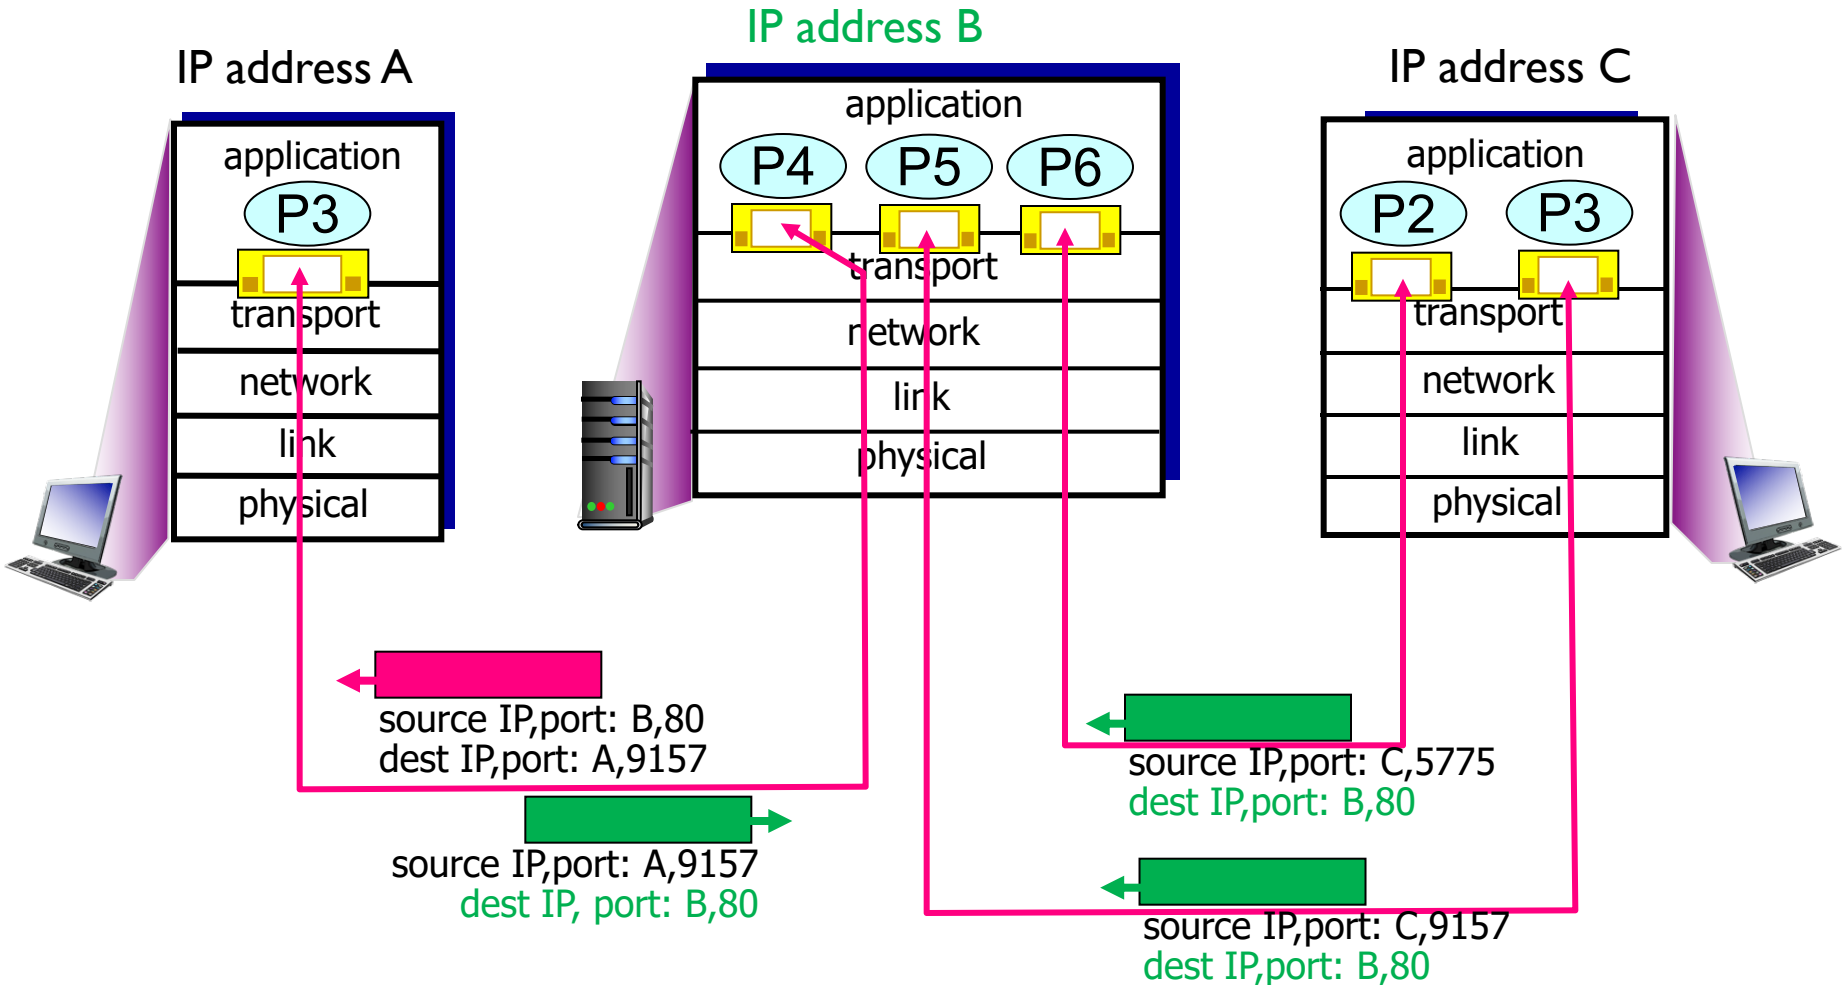 IP address A
application
P3
transport
network
link
physical
IP address B
application
P4 P5 P6
transport
network
link
physical
IP address C
application
P2 P3
transport
network
link
physical
source IP,port: B,80
dest IP,port: A,9157
source IP,port: A,9157
dest IP, port: B,80
source IP,port: C,5775
dest IP,port: B,80
source IP,port: C,9157
dest IP,port: B,80